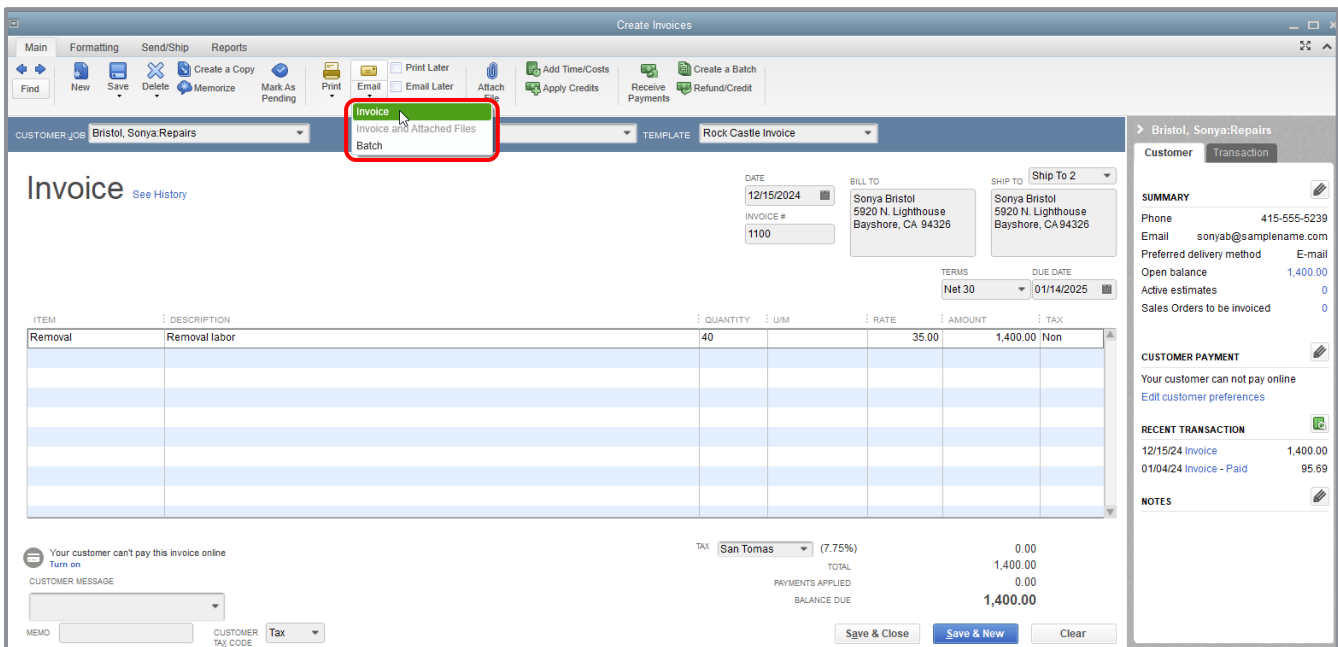 Create Invoices
Main Formatting Send/Ship Reports
Find New Save Delete Create a Copy Memorize Mark As Pending Print Email Print Later Email Later Attach File Add Time/Costs Apply Credits Receive Payments Create a Batch Refund/Credit
Invoice
Invoice and Attached Files
Batch
CUSTOMER:JOB Bristol, Sonya:Repairs TEMPLATE Rock Castle Invoice
Invoice See History
DATE
12/15/2024
INVOICE #
1100
BILL TO
Sonya Bristol
5920 N. Lighthouse
Bayshore, CA 94326
SHIP TO Ship To 2
Sonya Bristol
5920 N. Lighthouse
Bayshore, CA94326
TERMS DUE DATE
Net 30 01/14/2025
ITEM DESCRIPTION QUANTITY U/M RATE AMOUNT TAX
Removal Removal labor 40 35.00 1,400.00 Non
Your customer can't pay this invoice online
Turn on
CUSTOMER MESSAGE
MEMO
CUSTOMER TAX CODE Tax
TAX San Tomas (7.75%) 0.00
TOTAL 1,400.00
PAYMENTS APPLIED 0.00
BALANCE DUE 1,400.00
Save & Close Save & New Clear
Bristol, Sonya:Repairs
Customer Transaction
SUMMARY
Phone 415-555-5239
Email sonyab@samplename.com
Preferred delivery method E-mail
Open balance 1,400.00
Active estimates 0
Sales Orders to be invoiced 0
CUSTOMER PAYMENT
Your customer can not pay online
Edit customer preferences
RECENT TRANSACTION
12/15/24 Invoice 1,400.00
01/04/24 Invoice - Paid 95.69
NOTES